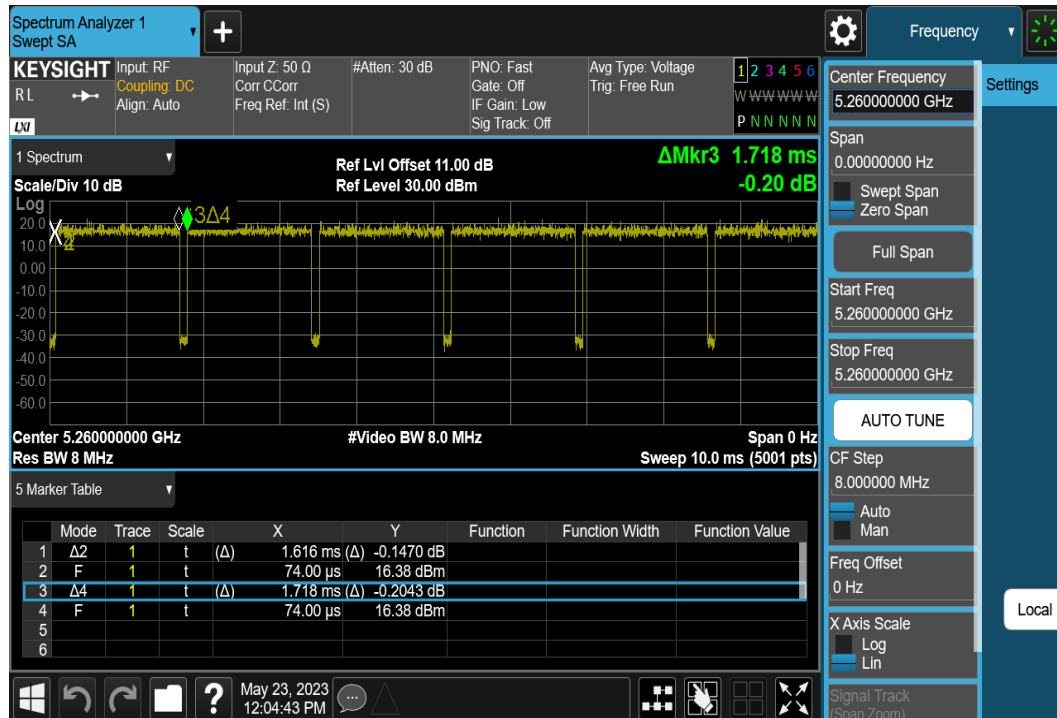 Spectrum Analyzer 1
Swept SA
Frequency
KEYSIGHT
RL
LXI
Input: RF
Coupling: DC
Align: Auto
Input Z: 50 Ω
Corr CCorr
Freq Ref: Int (S)
#Atten: 30 dB
PNO: Fast
Gate: Off
IF Gain: Low
Sig Track: Off
Avg Type: Voltage
Trig: Free Run
1 2 3 4 5 6
W W W W W W
P N N N N N
Center Frequency
5.260000000 GHz
Settings
Span
0.00000000 Hz
Swept Span
Zero Span
Full Span
Start Freq
5.260000000 GHz
Stop Freq
5.260000000 GHz
AUTO TUNE
CF Step
8.000000 MHz
Auto
Man
Freq Offset
0 Hz
X Axis Scale
Log
Lin
Local
Signal Track
(Span Zoom)
1 Spectrum
Scale/Div 10 dB
Ref Lvl Offset 11.00 dB
Ref Level 30.00 dBm
ΔMkr3 1.718 ms
-0.20 dB
Log
3Δ4
20.0
10.0
0.00
-10.0
-20.0
-30.0
-40.0
-50.0
-60.0
Center 5.260000000 GHz
#Video BW 8.0 MHz
Span 0 Hz
Res BW 8 MHz
Sweep 10.0 ms (5001 pts)
5 Marker Table
Mode Trace Scale X Y Function Function Width Function Value
1 Δ2 1 t (Δ) 1.616 ms (Δ) -0.1470 dB
2 F 1 t 74.00 µs 16.38 dBm
3 Δ4 1 t (Δ) 1.718 ms (Δ) -0.2043 dB
4 F 1 t 74.00 µs 16.38 dBm
5
6
?
May 23, 2023
12:04:43 PM